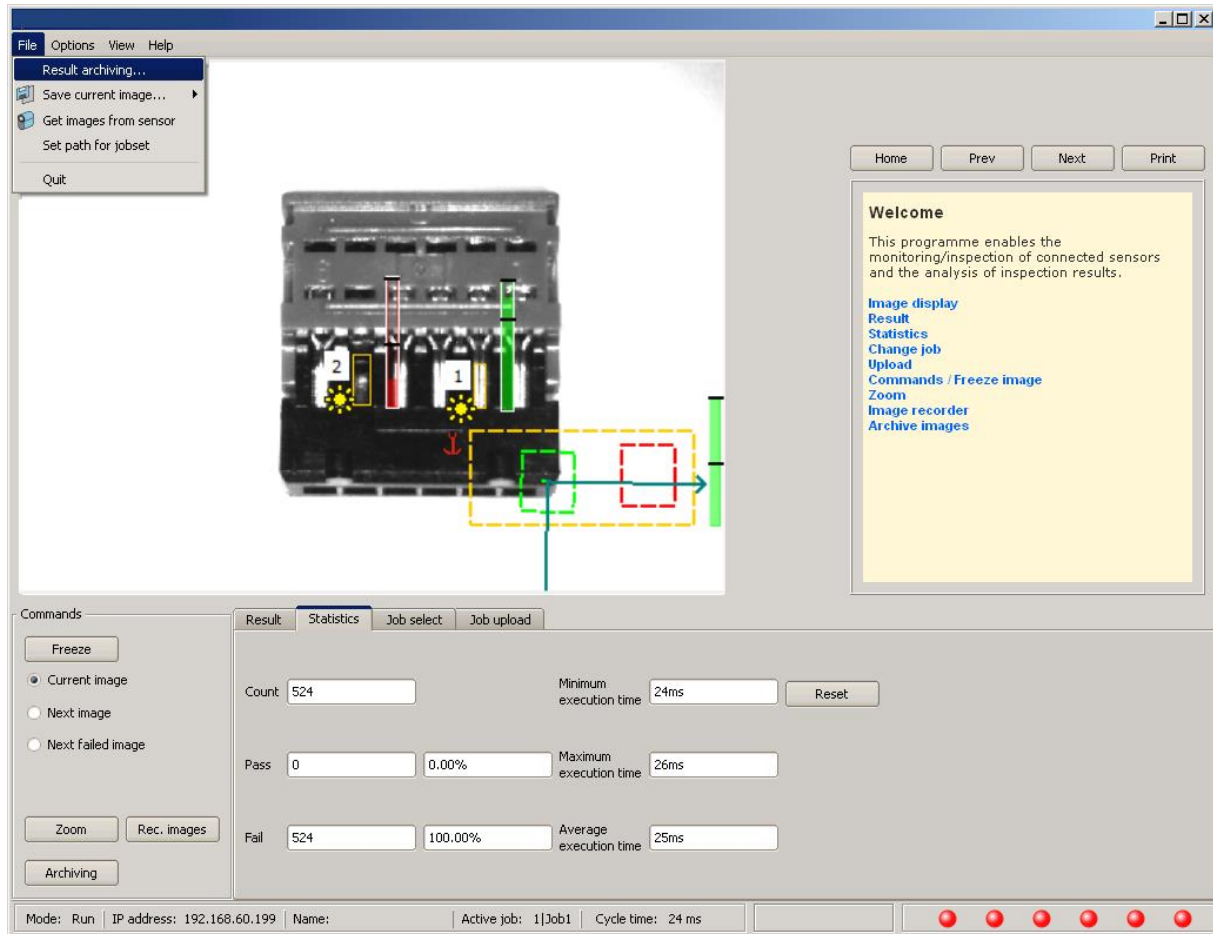 File Options View Help
Result archiving...
Save current image...
Get images from sensor
Set path for jobset
Quit
2
1
Home Prev Next Print
Welcome
This programme enables the
monitoring/inspection of connected sensors
and the analysis of inspection results.
Image display
Result
Statistics
Change job
Upload
Commands / Freeze image
Zoom
Image recorder
Archive images
Commands
Freeze
Current image
Next image
Next failed image
Zoom Rec. images
Archiving
Result Statistics Job select Job upload
Count 524
Minimum
execution time 24ms
Reset
Pass 0 0.00%
Maximum
execution time 26ms
Fail 524 100.00%
Average
execution time 25ms
Mode: Run IP address: 192.168.60.199 Name: Active job: 1|Job1 Cycle time: 24 ms